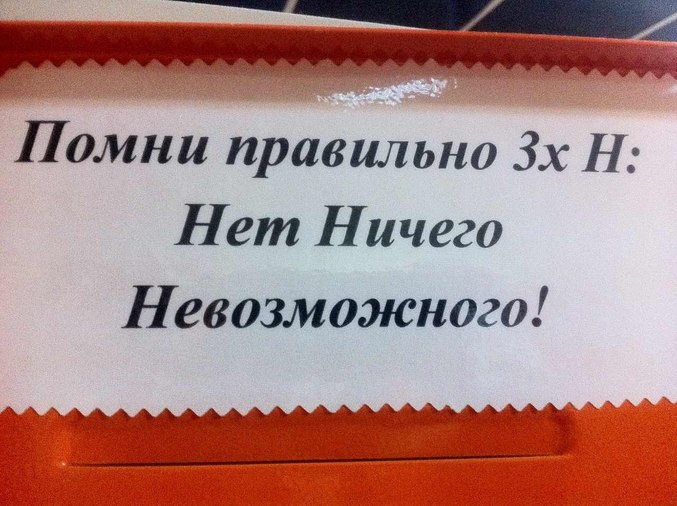 Помни правильно 3х Н:
Нет Ничего
Невозможного!